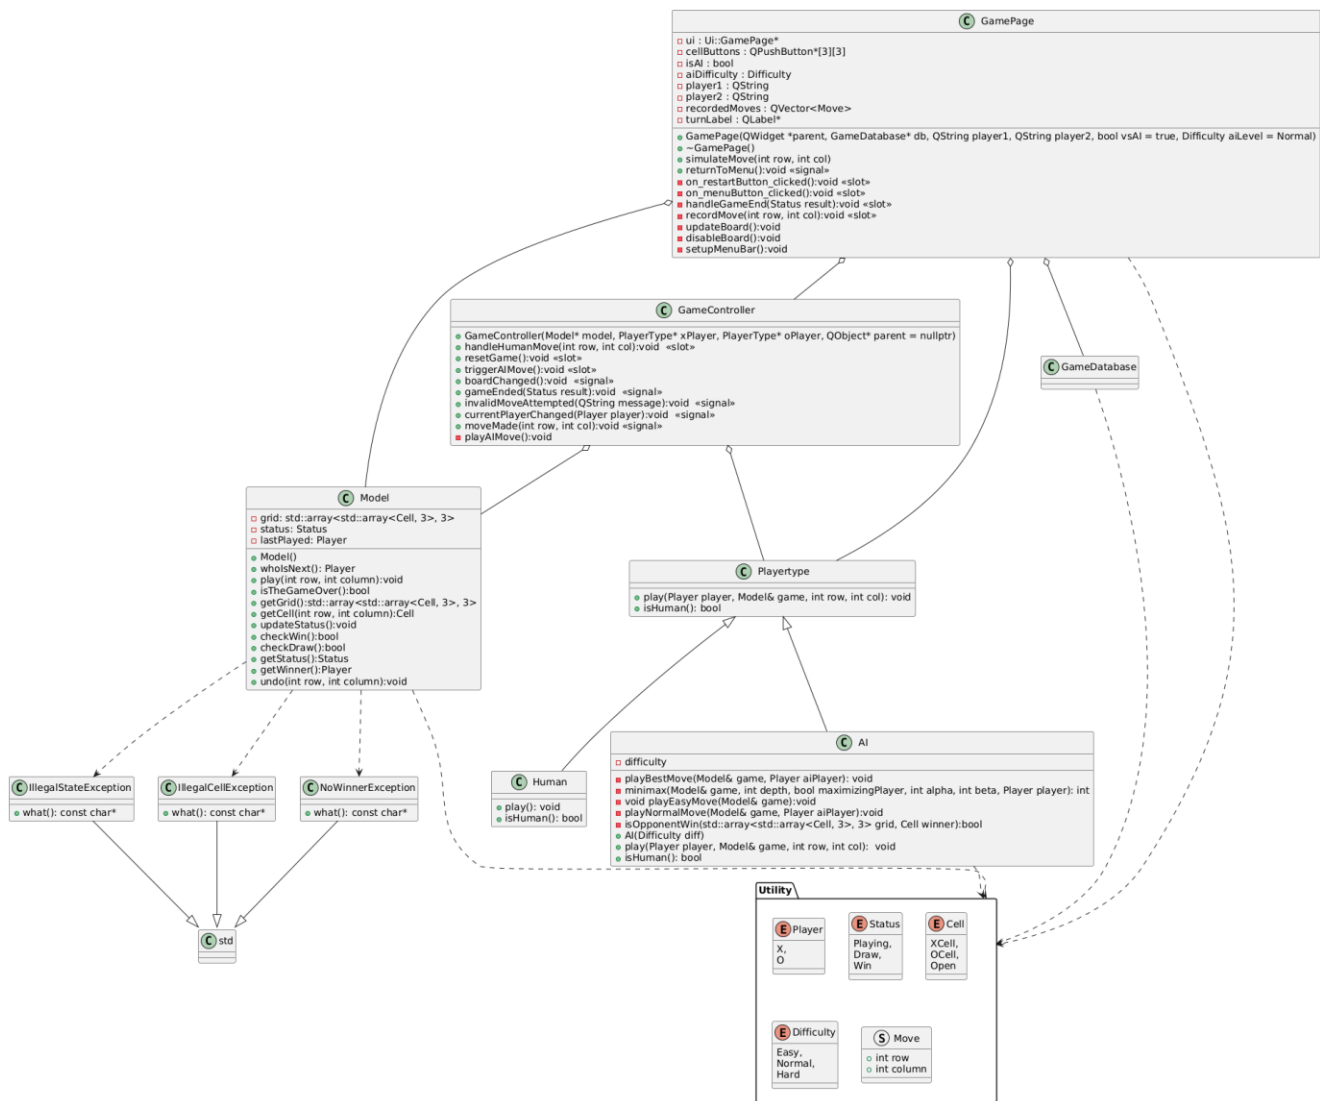 C GamePage
ui : Ui::GamePage*
cellButtons : QPushButton*[3][3]
isAI : bool
aiDifficulty : Difficulty
player1 : QString
player2 : QString
recordedMoves : QVector<Move>
turnLabel : QLabel*
GamePage(QWidget *parent, GameDatabase* db, QString player1, QString player2, bool vsAI = true, Difficulty aiLevel = Normal)
~GamePage()
simulateMove(int row, int col)
returnToMenu():void «signal»
on_restartButton_clicked():void «slot»
on_menuButton_clicked():void «slot»
handleGameEnd(Status result):void «slot»
recordMove(int row, int col):void «slot»
updateBoard():void
disableBoard():void
setupMenuBar():void
C GameController
GameController(Model* model, PlayerType* xPlayer, PlayerType* oPlayer, QObject* parent = nullptr)
handleHumanMove(int row, int col):void «slot»
resetGame():void «slot»
triggerAIMove():void «slot»
boardChanged():void «signal»
gameEnded(Status result):void «signal»
invalidMoveAttempted(QString message):void «signal»
currentPlayerChanged(Player player):void «signal»
moveMade(int row, int col):void «signal»
playAIMove():void
C GameDatabase
C Model
grid: std::array<std::array<Cell, 3>, 3>
status: Status
lastPlayed: Player
Model()
whoIsNext(): Player
play(int row, int column):void
isTheGameOver():bool
getGrid():std::array<std::array<Cell, 3>, 3>
getCell(int row, int column):Cell
updateStatus():void
checkWin():bool
checkDraw():bool
getStatus():Status
getWinner():Player
undo(int row, int column):void
C Playertype
play(Player player, Model& game, int row, int col): void
isHuman(): bool
C IllegalStateException
what(): const char*
C IllegalCellException
what(): const char*
C NoWinnerException
what(): const char*
C Human
play(): void
isHuman(): bool
C AI
difficulty
playBestMove(Model& game, Player aiPlayer): void
minimax(Model& game, int depth, bool maximizingPlayer, int alpha, int beta, Player player): int
void playEasyMove(Model& game):void
playNormalMove(Model& game, Player aiPlayer):void
isOpponentWin(std::array<std::array<Cell, 3>, 3> grid, Cell winner):bool
AI(Difficulty diff)
play(Player player, Model& game, int row, int col): void
isHuman(): bool
C std
Utility
E Player
X,
O
E Status
Playing,
Draw,
Win
E Cell
XCell,
OCell,
Open
E Difficulty
Easy,
Normal,
Hard
S Move
int row
int column